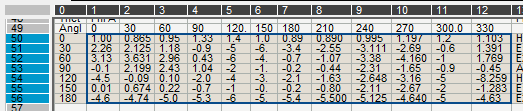 0 1 2 3 4 5 6 7 8 9 10 11 12
49 Angl 0 30 60 90 120. 150 180 210 240 270 300.0 330
50 0 1.00 0.865 0.95 1.33 1.4 1.0 0.89 0.890 0.995 1.197 1.2 1.103
51 30 2.26 2.125 1.18 -0.9 -5 -6. -3.4 -2.55 -3.111 -2.69 -0.6 1.391
52 60 3.13 3.631 2.96 0.43 -6 -4. -0.7 -1.07 -3.38 -4.160 -1 1.769
53 90 -0.1 2.199 2.43 1.04 -2 -1. -0.2 -0.44 -2.31 -1.65 -0.9 -0.45
54 120 -4.5 -0.09 0.10 -2.0 -4 -3. -2.1 -1.63 -2.648 -3.16 -5 -8.259
55 150 0.01 0.674 0.22 -0.7 -1 -0. -0.2 -0.80 -2.11 -2.67 -2 -1.283
56 180 -4.6 -4.74 -5.0 -5.3 -6 -5. -5.4 -5.500 -5.125 -4.640 -5 -4.63
57